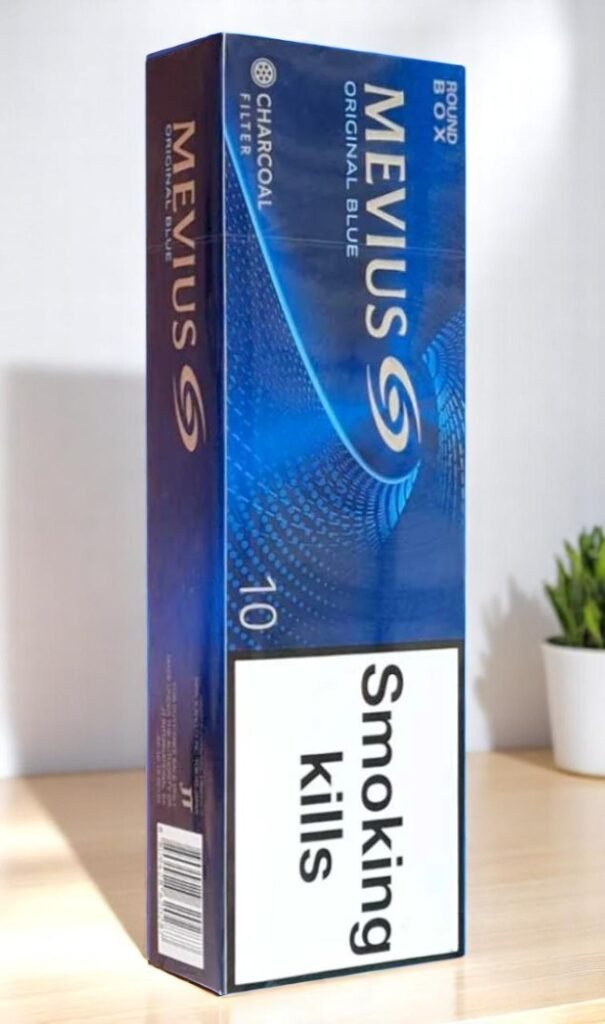 ROUND
BOX
MEVIUS
ORIGINAL BLUE
CHARCOAL
FILTER
10
Smoking
kills
MEVIUS
ORIGINAL BLUE
JT